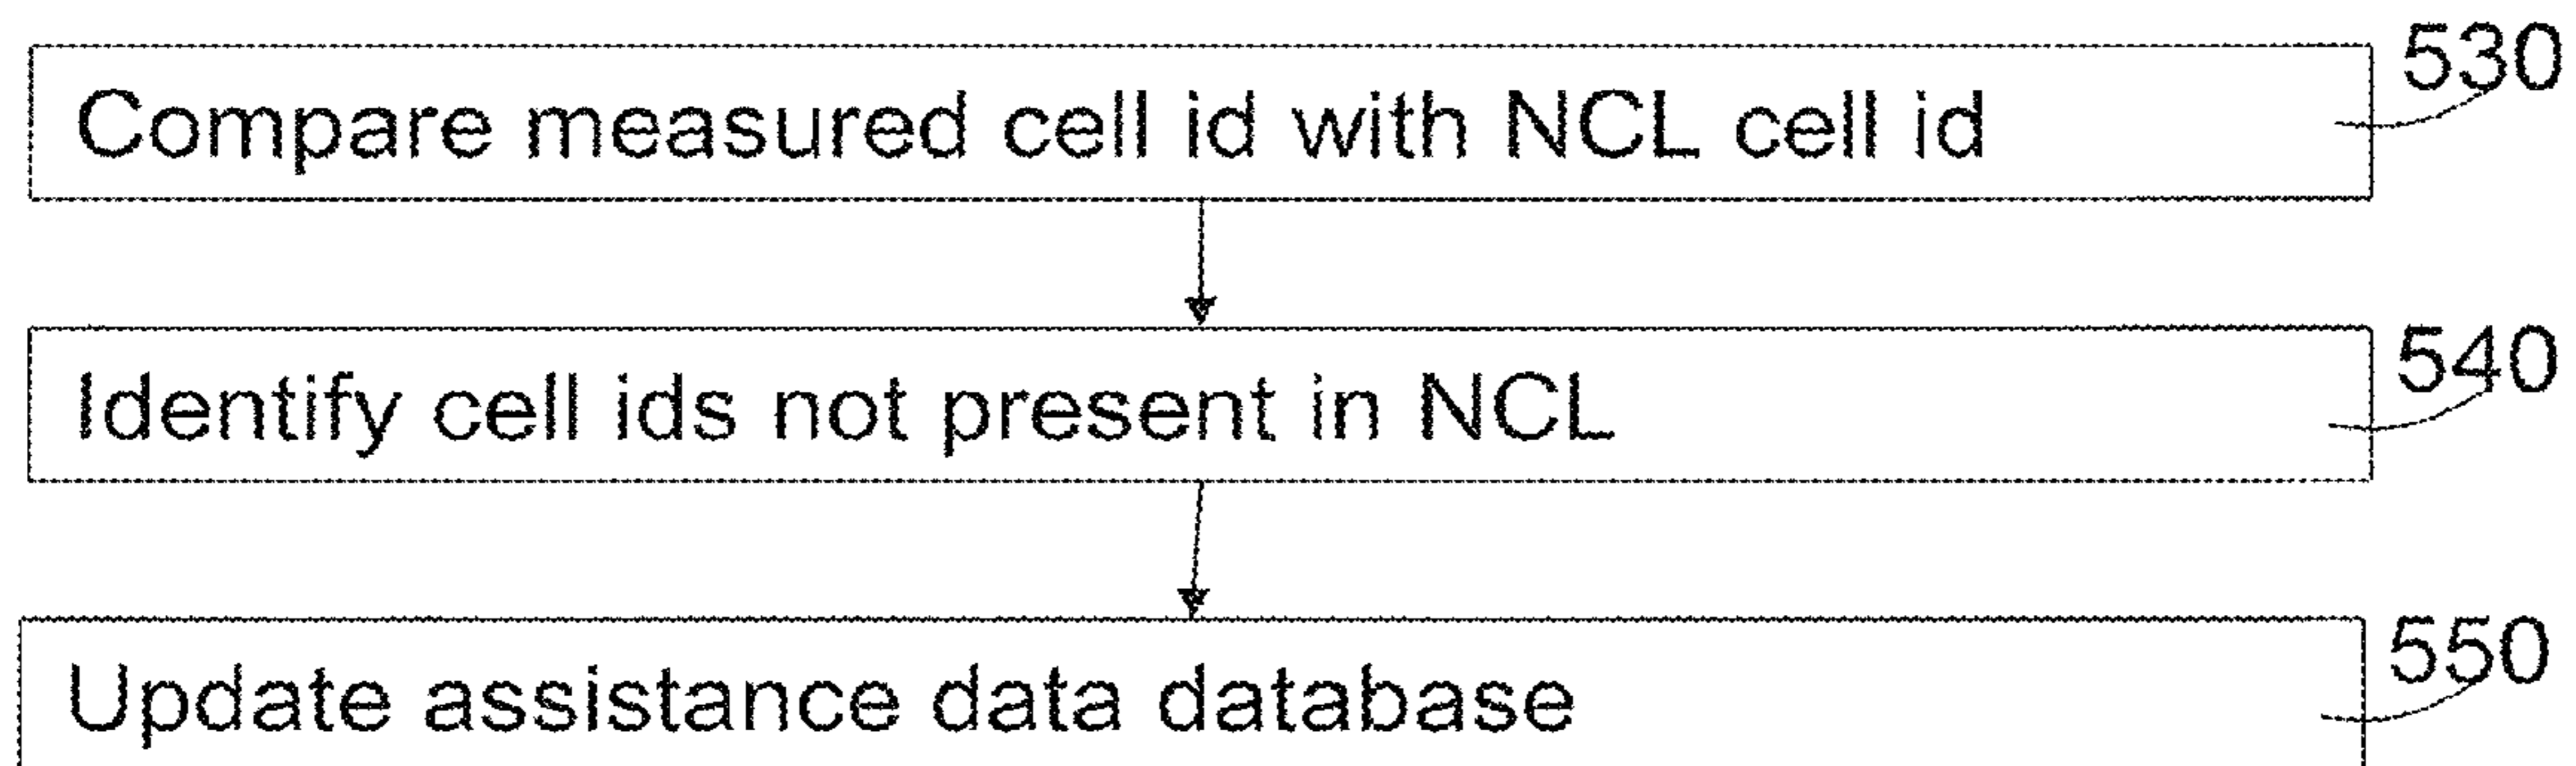 530
Compare measured cell id with NCL cell id
540
Identify cell ids not present in NCL
550
Update assistance data database